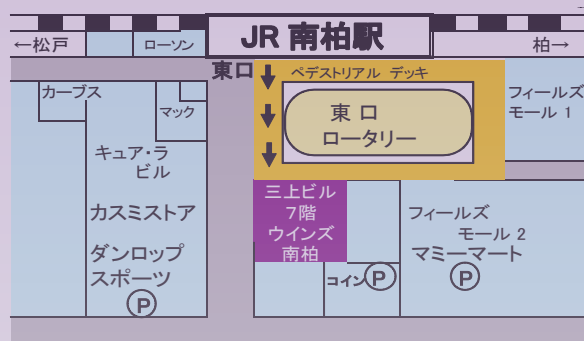 JR 南柏駅
←松戸
ローソン
柏→
東口
ペデストリアル デッキ
カーブス
マック
東 口
ロータリー
フィールズ
モール 1
キュア・ラ
ビル
カスミストア
ダンロップ
スポーツ
P
三上ビル
7階
ウインズ
南柏
コイン P
フィールズ
モール 2
マミーマート
P